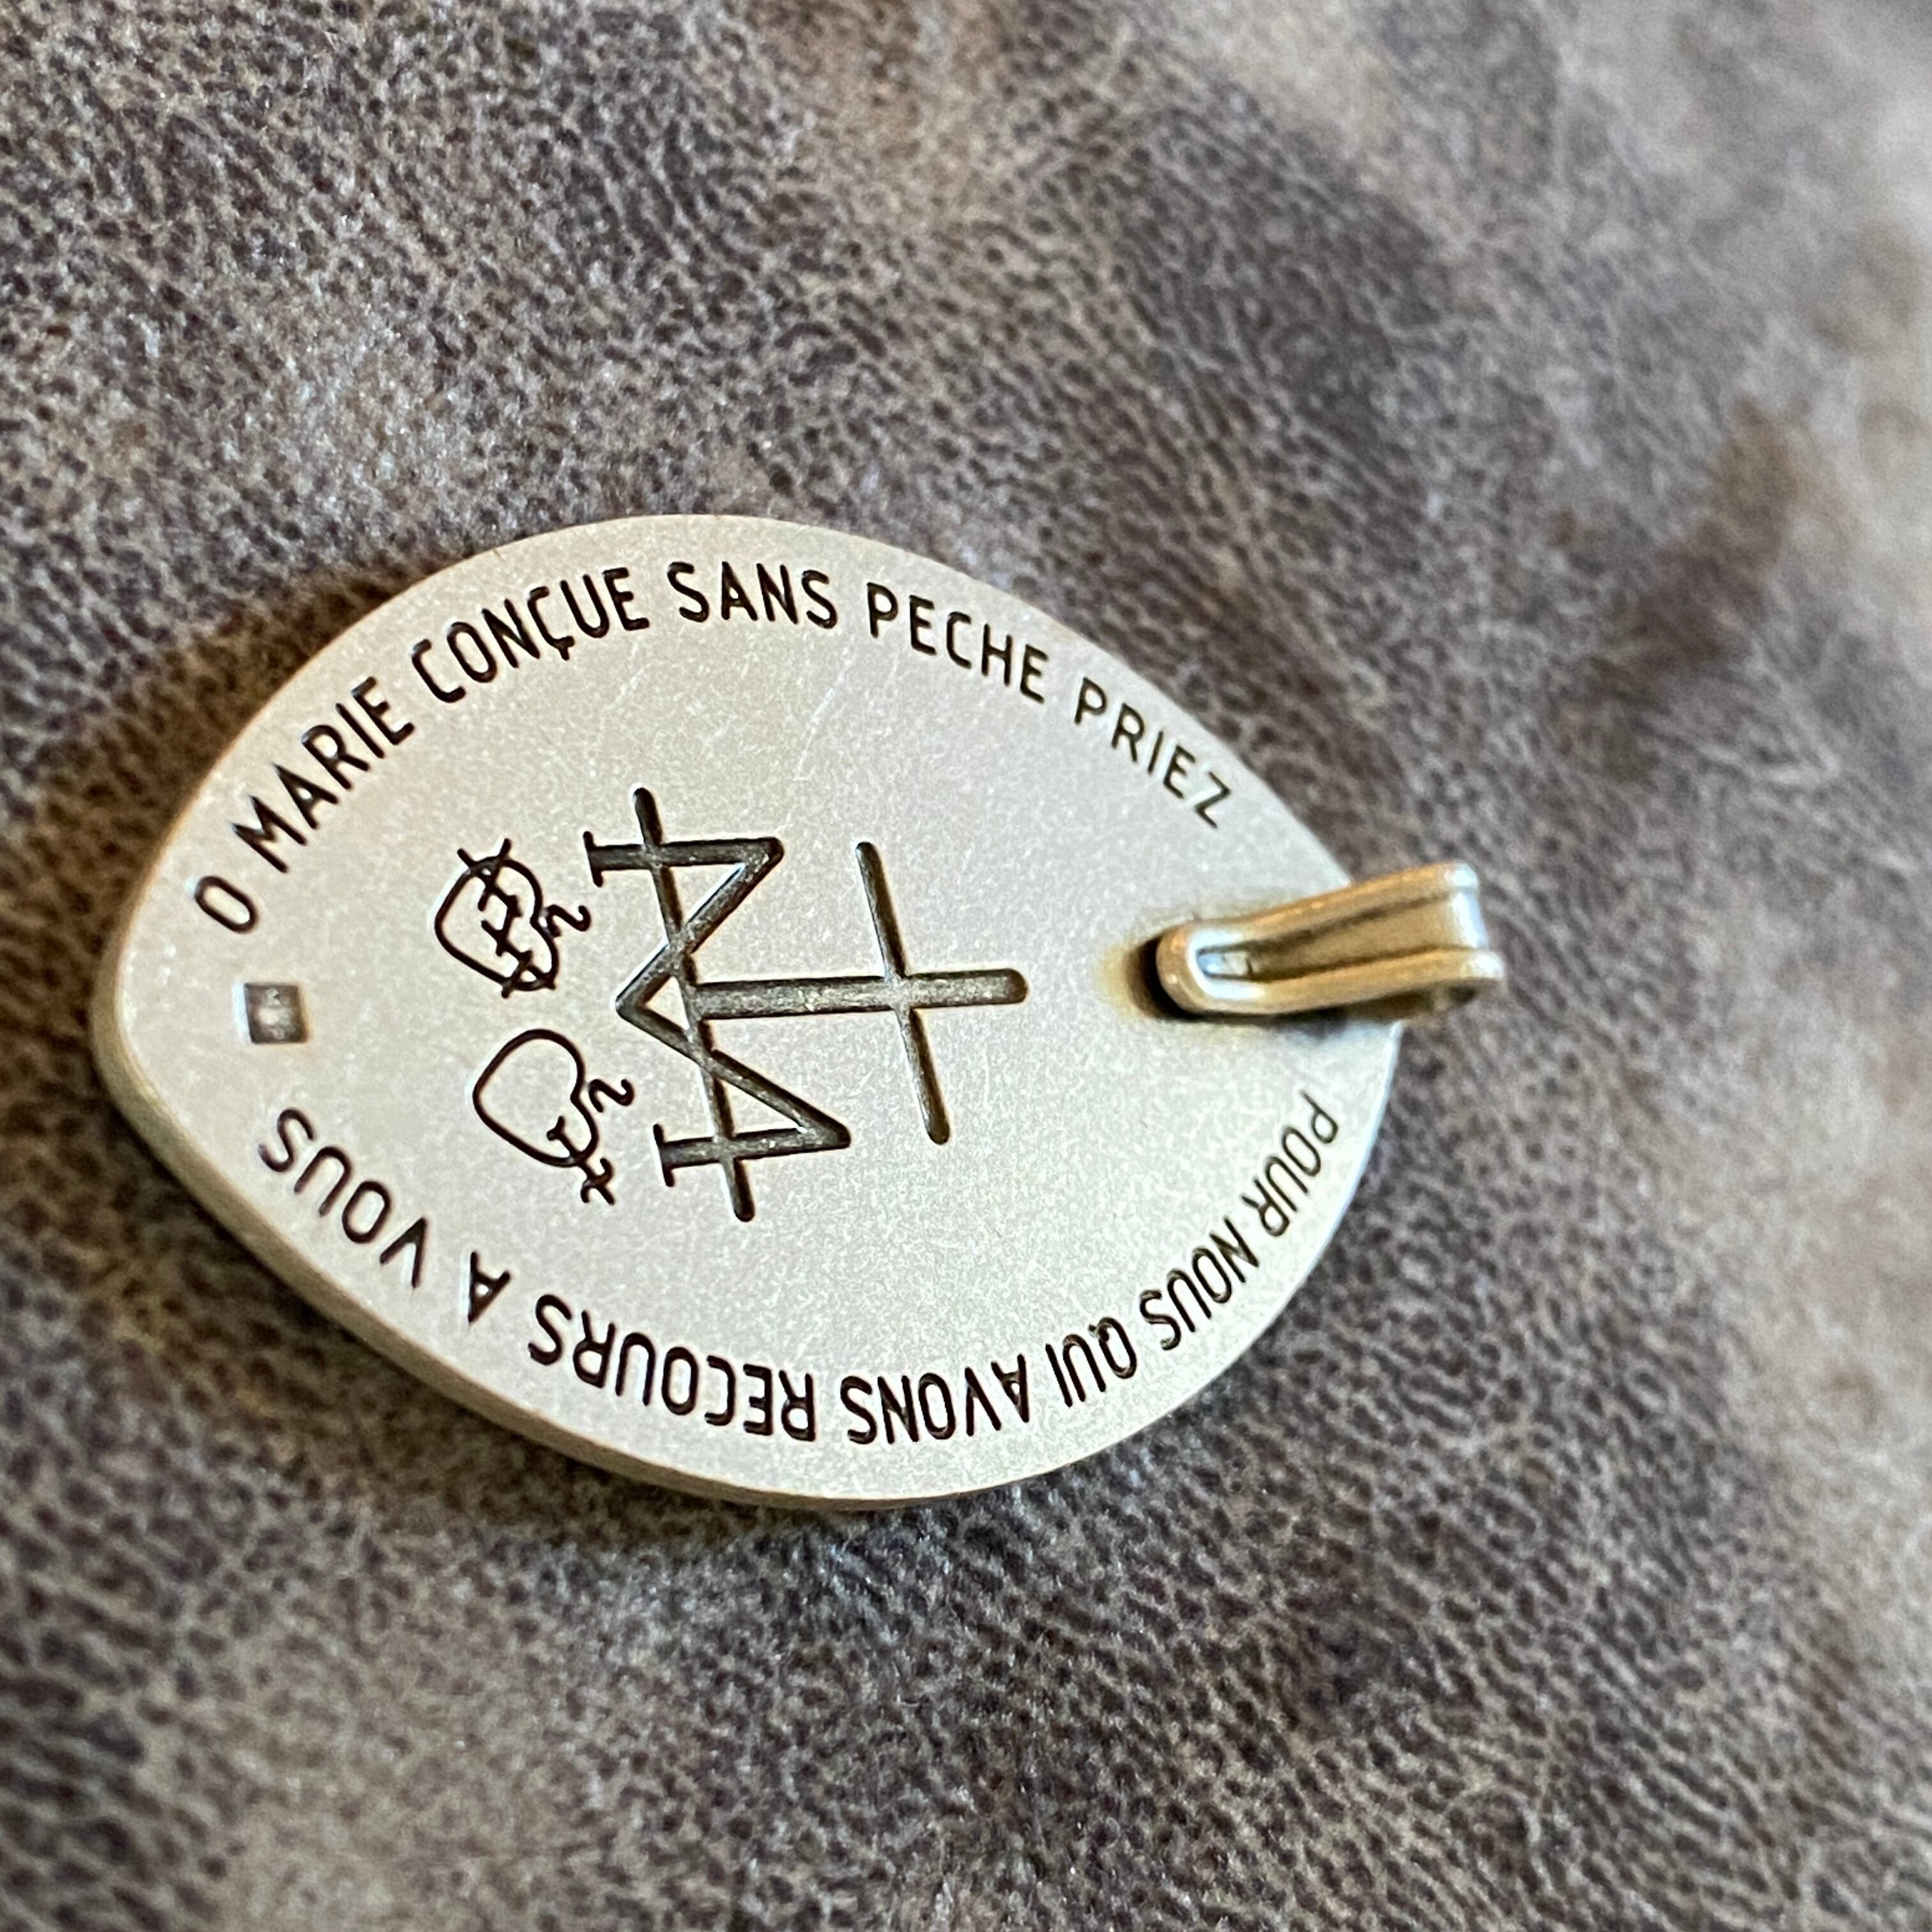 O MARIE CONÇUE SANS PECHE PRIEZ
POUR NOUS QUI AVONS RECOURS A VOUS